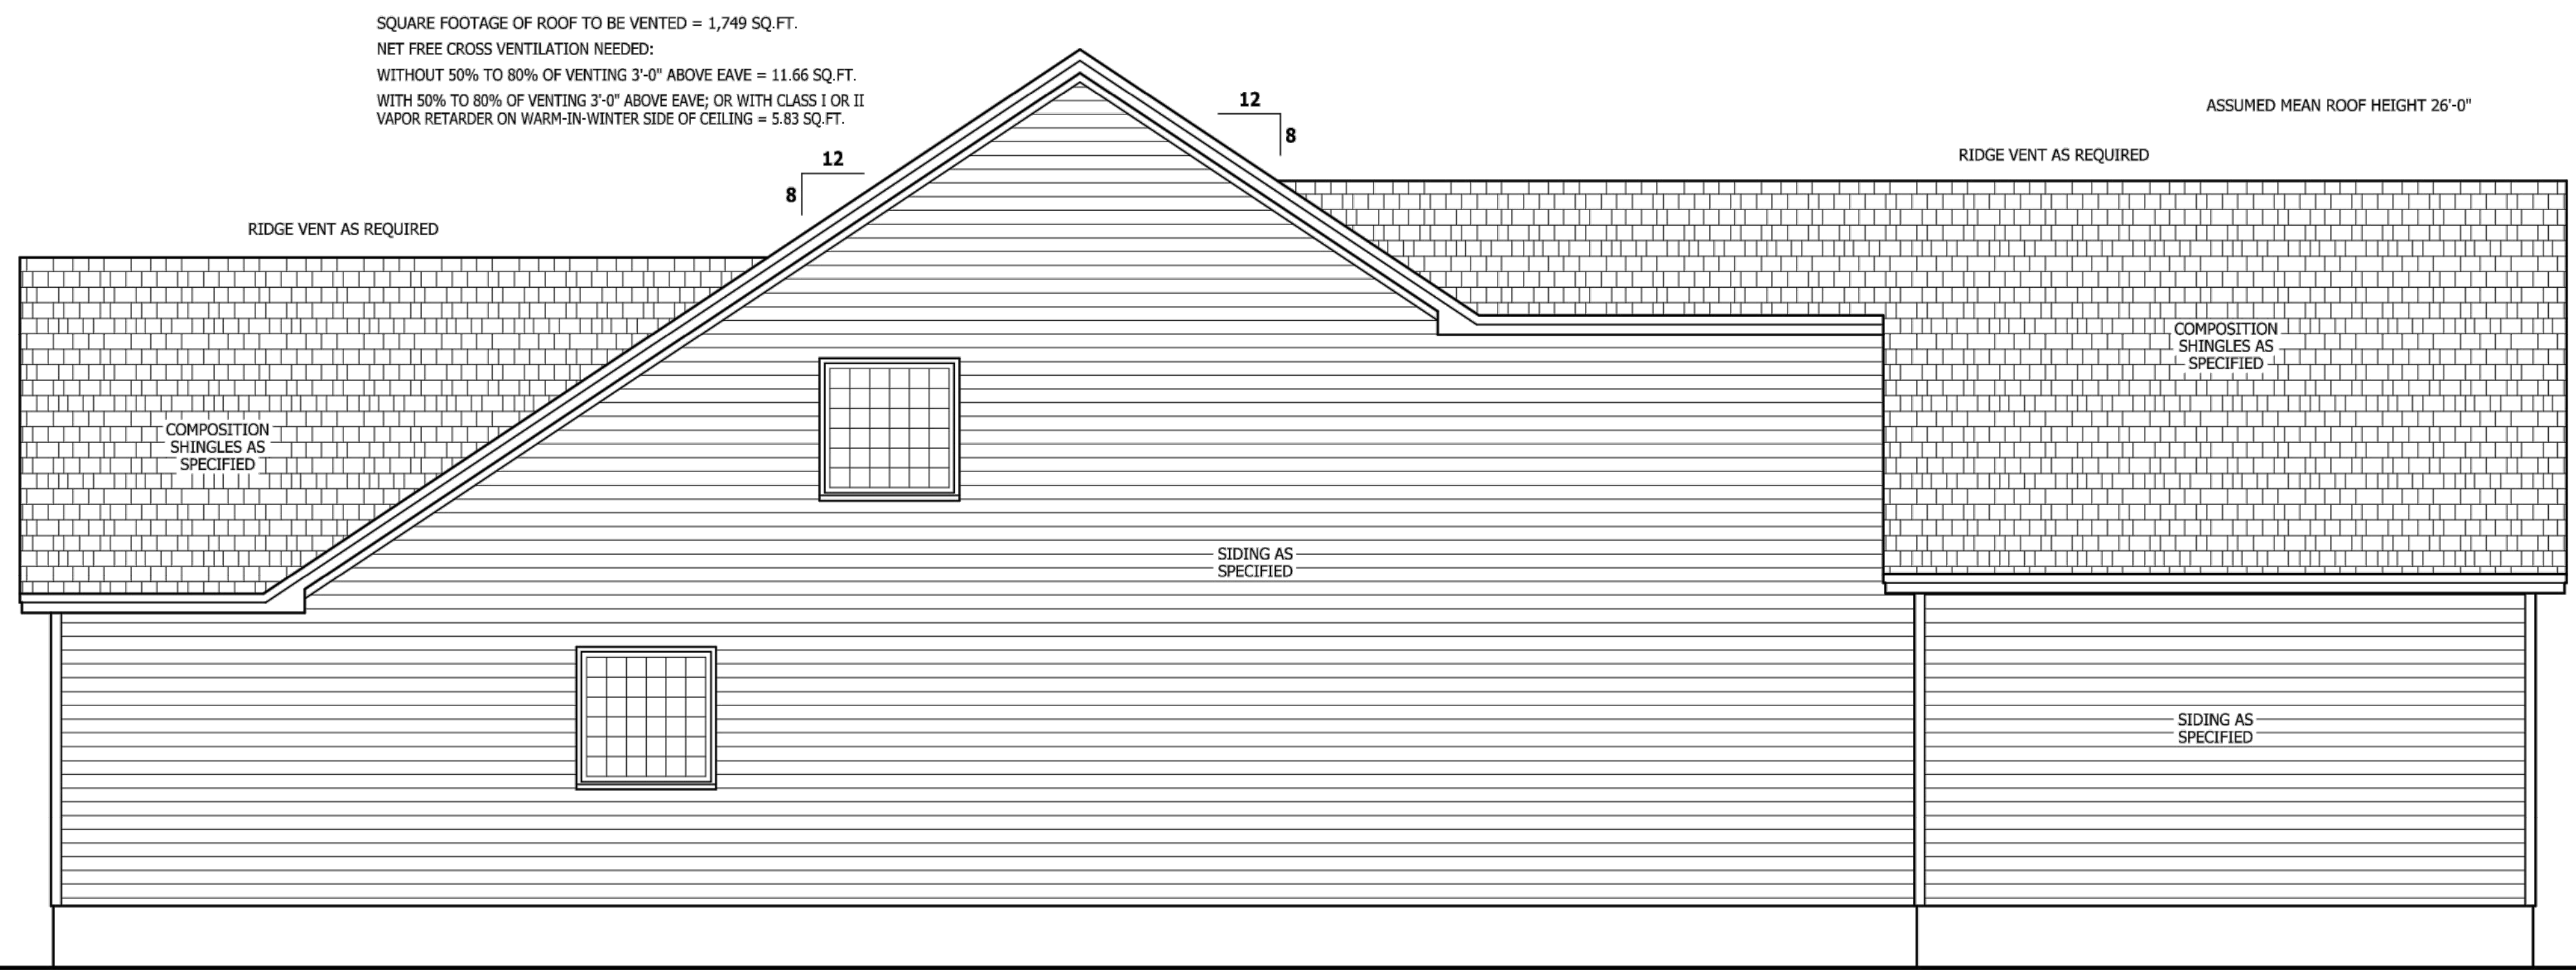 SQUARE FOOTAGE OF ROOF TO BE VENTED = 1,749 SQ.FT.
NET FREE CROSS VENTILATION NEEDED:
WITHOUT 50% TO 80% OF VENTING 3'-0" ABOVE EAVE = 11.66 SQ.FT.
WITH 50% TO 80% OF VENTING 3'-0" ABOVE EAVE; OR WITH CLASS I OR II
VAPOR RETARDER ON WARM-IN-WINTER SIDE OF CEILING = 5.83 SQ.FT.
12
8
ASSUMED MEAN ROOF HEIGHT 26'-0"
RIDGE VENT AS REQUIRED
12
8
RIDGE VENT AS REQUIRED
COMPOSITION
SHINGLES AS
SPECIFIED
COMPOSITION
SHINGLES AS
SPECIFIED
SIDING AS
SPECIFIED
SIDING AS
SPECIFIED